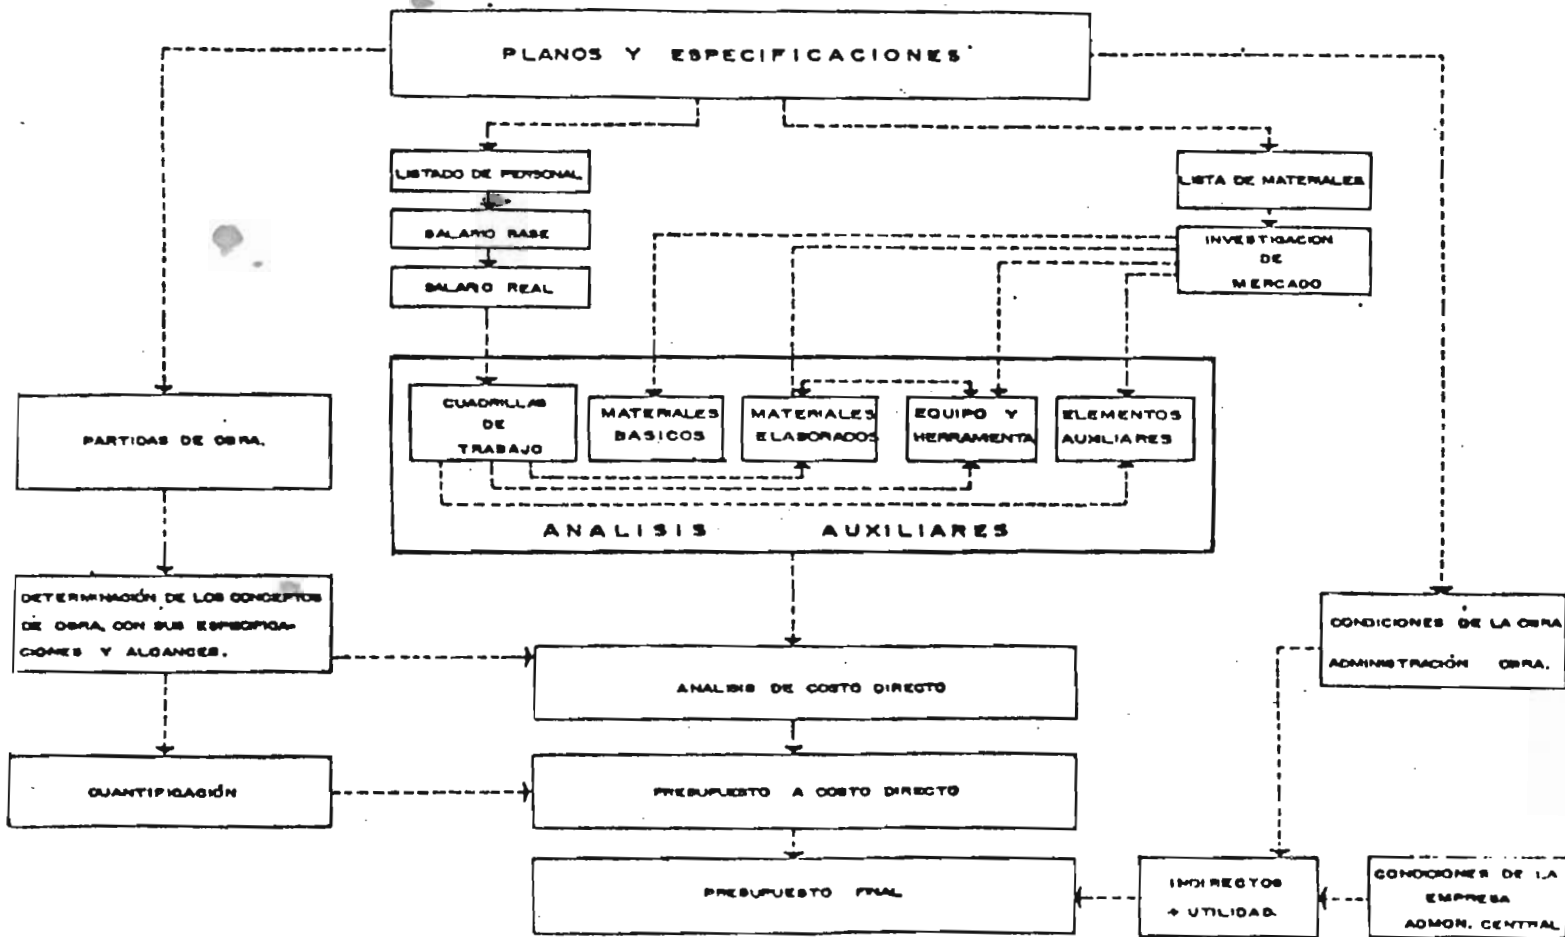 PLANOS Y ESPECIFICACIONES
LISTADO DE PERSONAL
LISTA DE MATERIALES
SALARIO BASE
INVESTIGACION
DE
MERCADO
SALARIO REAL
CUADRILLAS
DE
TRABAJO
MATERIALES
BASICOS
MATERIALES
ELABORADOS
EQUIPO Y
HERRAMENTA
ELEMENTOS
AUXILIARES
PARTIDAS DE OBRA.
ANALISIS AUXILIARES
DETERMINACIÓN DE LOS CONCEPTOS
DE OBRA, CON SUS ESPECIFICA-
CIONES Y ALCANCES.
CONDICIONES DE LA OBRA
ADMINISTRACIÓN OBRA.
ANALISIS DE COSTO DIRECTO
CUANTIFICACIÓN
PRESUPUESTO A COSTO DIRECTO
PRESUPUESTO FINAL
INDIRECTOS
+ UTILIDAD.
CONDICIONES DE LA
EMPRESA
ADMON. CENTRAL